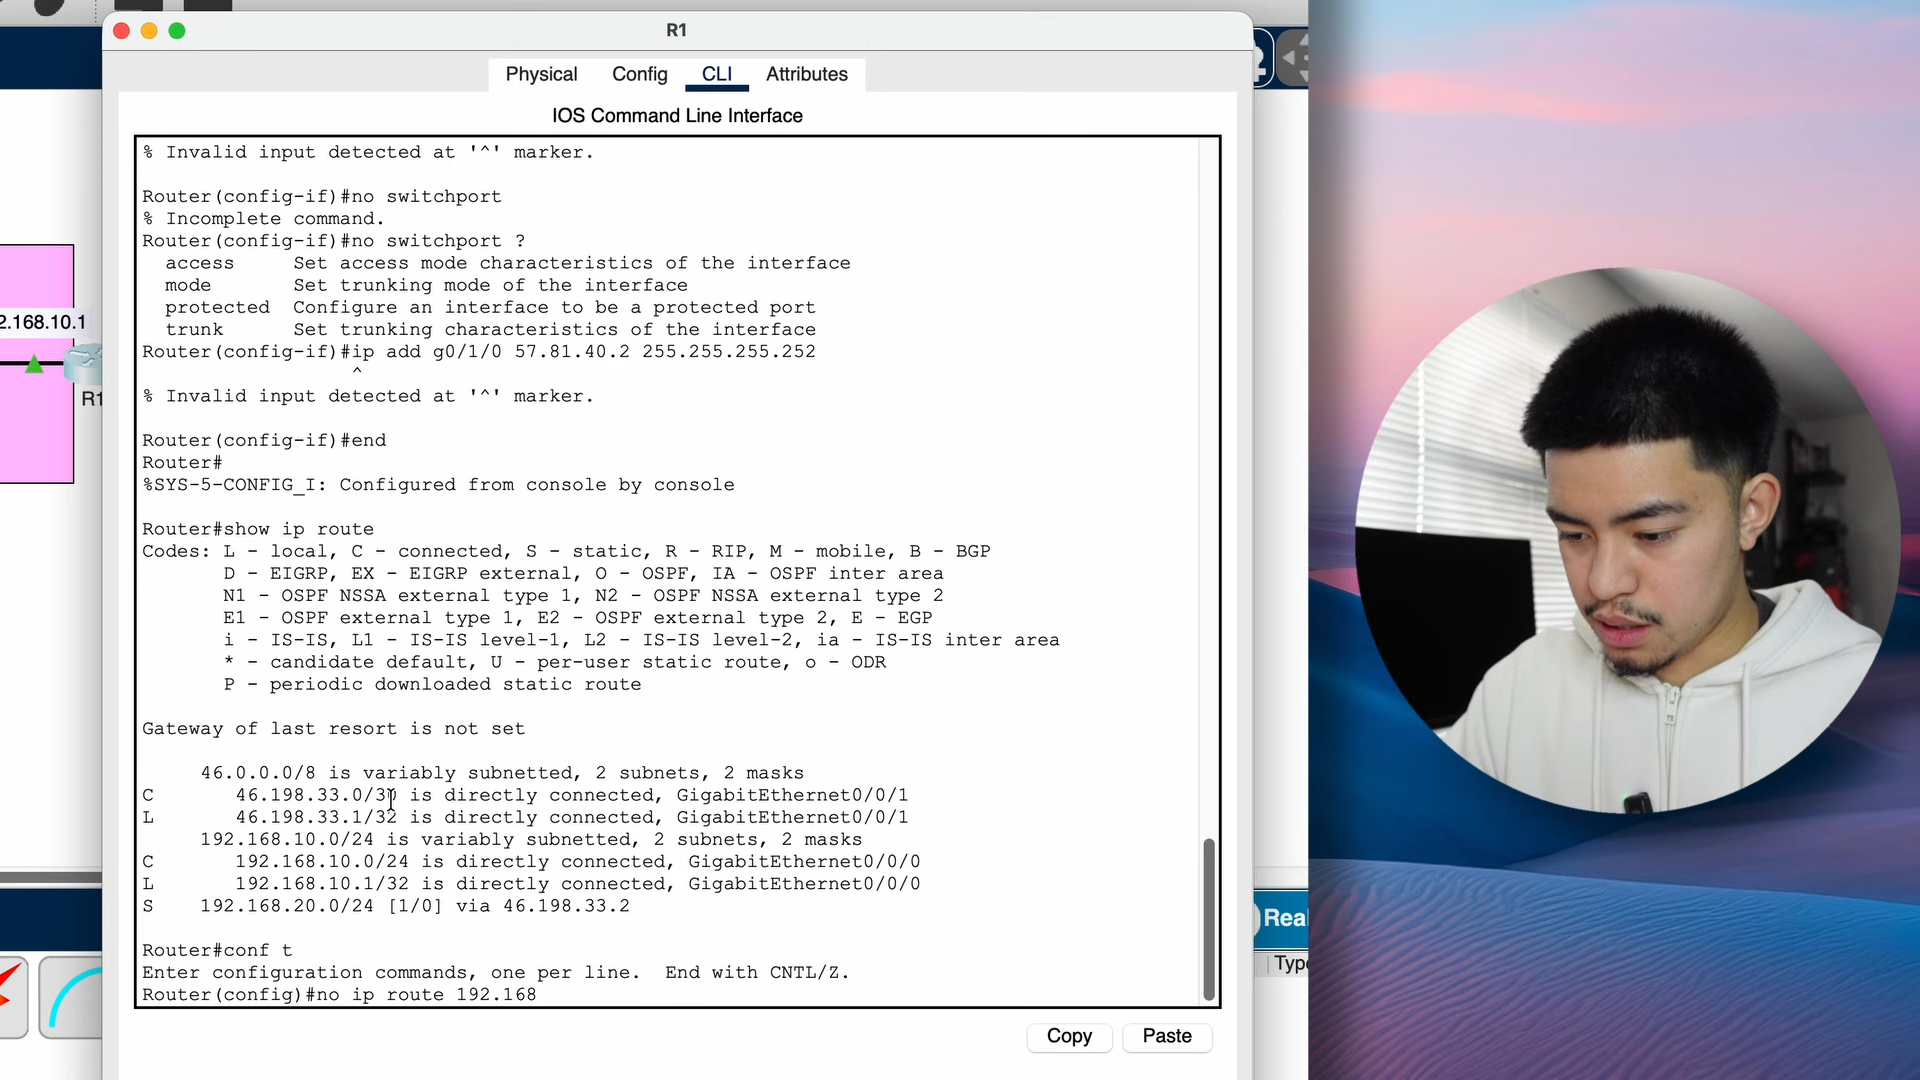 R1
Physical Config CLI Attributes
IOS Command Line Interface
% Invalid input detected at '^' marker.
Router(config-if)#no switchport
% Incomplete command.
Router(config-if)#no switchport ?
access Set access mode characteristics of the interface
mode Set trunking mode of the interface
protected Configure an interface to be a protected port
trunk Set trunking characteristics of the interface
Router(config-if)#ip add g0/1/0 57.81.40.2 255.255.255.252
^
% Invalid input detected at '^' marker.
Router(config-if)#end
Router#
%SYS-5-CONFIG_I: Configured from console by console
Router#show ip route
Codes: L - local, C - connected, S - static, R - RIP, M - mobile, B - BGP
D - EIGRP, EX - EIGRP external, O - OSPF, IA - OSPF inter area
N1 - OSPF NSSA external type 1, N2 - OSPF NSSA external type 2
E1 - OSPF external type 1, E2 - OSPF external type 2, E - EGP
i - IS-IS, L1 - IS-IS level-1, L2 - IS-IS level-2, ia - IS-IS inter area
* - candidate default, U - per-user static route, o - ODR
P - periodic downloaded static route
Gateway of last resort is not set
46.0.0.0/8 is variably subnetted, 2 subnets, 2 masks
C 46.198.33.0/30 is directly connected, GigabitEthernet0/0/1
L 46.198.33.1/32 is directly connected, GigabitEthernet0/0/1
192.168.10.0/24 is variably subnetted, 2 subnets, 2 masks
C 192.168.10.0/24 is directly connected, GigabitEthernet0/0/0
L 192.168.10.1/32 is directly connected, GigabitEthernet0/0/0
S 192.168.20.0/24 [1/0] via 46.198.33.2
Router#conf t
Enter configuration commands, one per line. End with CNTL/Z.
Router(config)#no ip route 192.168
Copy Paste
2.168.10.1
R1
Rea
Type